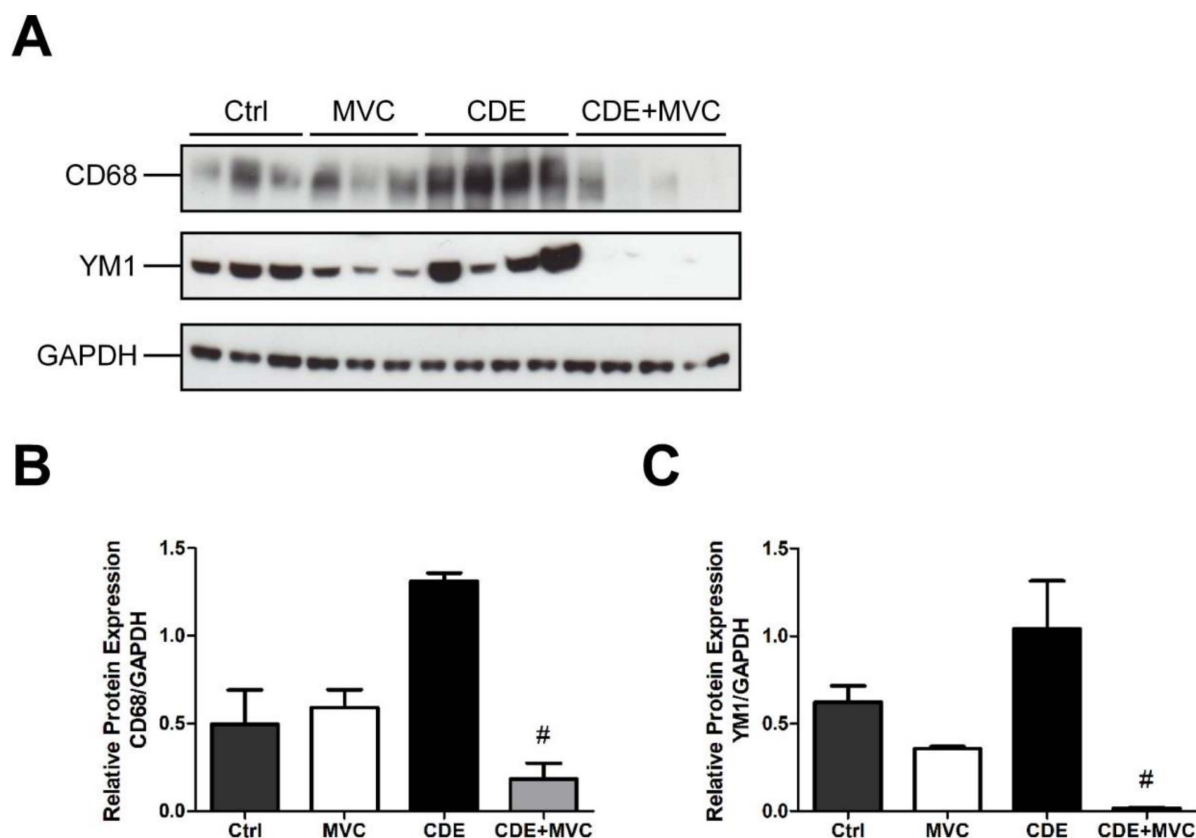 A
Ctrl MVC CDE CDE+MVC
CD68
YM1
GAPDH
B
C
Relative Protein Expression
CD68/GAPDH
1.5
1.0
0.5
0.0
#
Ctrl MVC CDE CDE+MVC
Relative Protein Expression
YM1/GAPDH
1.5
1.0
0.5
0.0
#
Ctrl MVC CDE CDE+MVC